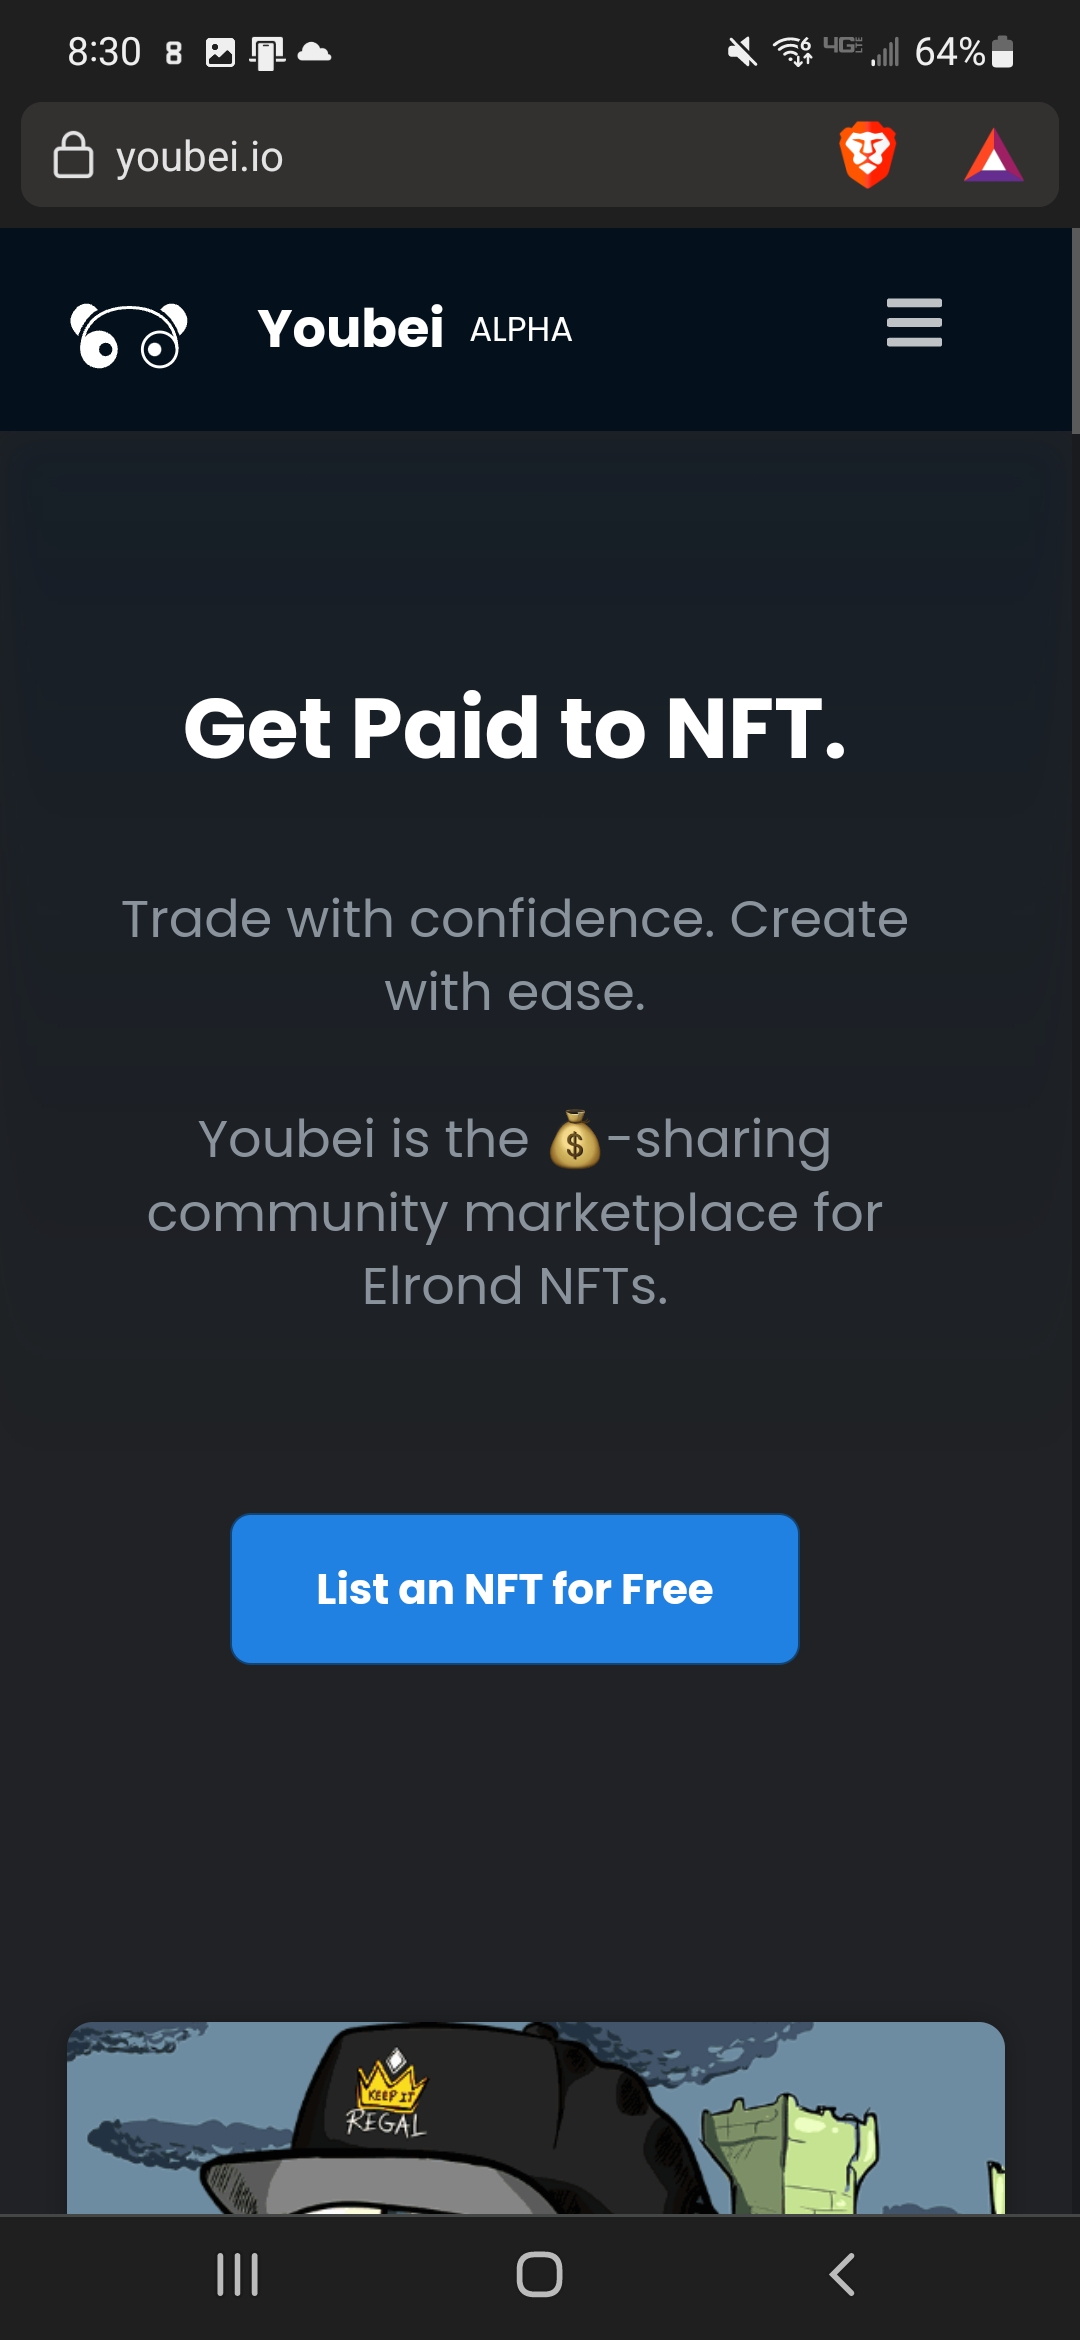 8:30 8 4G LTE 64%
youbei.io
Youbei ALPHA
Get Paid to NFT.
Trade with confidence. Create
with ease.
Youbei is the 💰-sharing
community marketplace for
Elrond NFTs.
List an NFT for Free
KEEP IT
REGAL